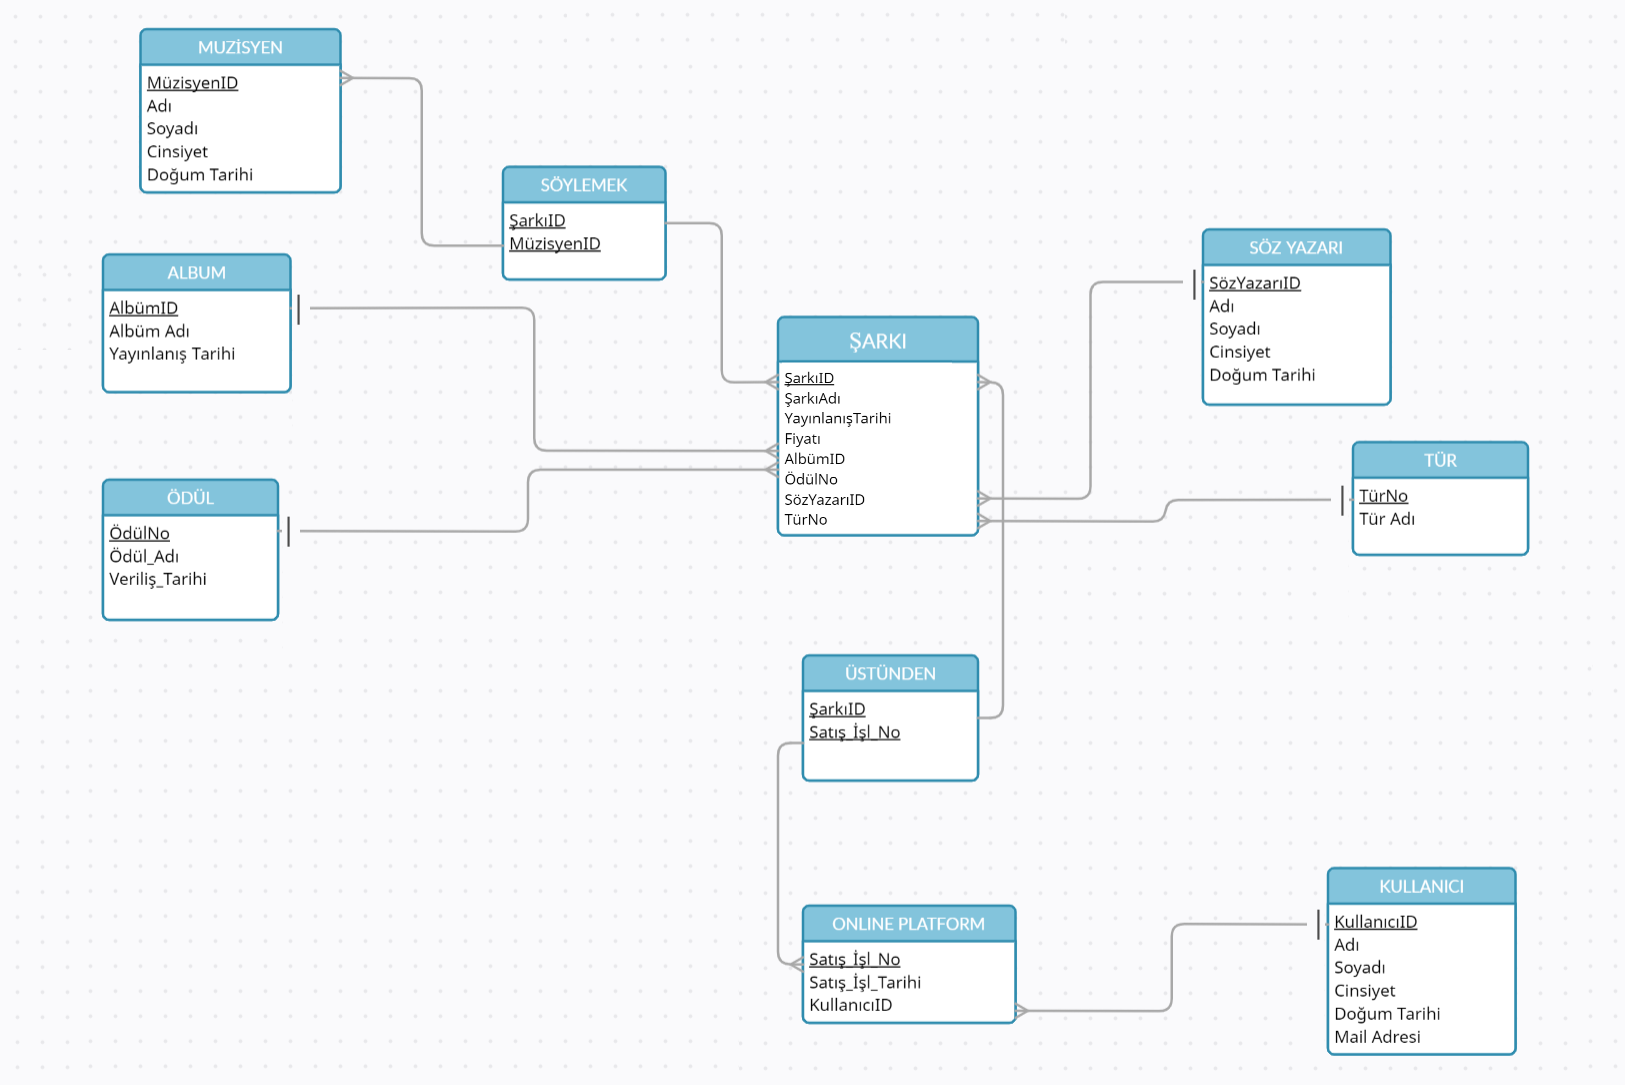 MUZİSYEN
MüzisyenID
Adı
Soyadı
Cinsiyet
Doğum Tarihi
SÖYLEMEK
ŞarkıID
MüzisyenID
ALBUM
AlbümID
Albüm Adı
Yayınlanış Tarihi
ÖDÜL
ÖdülNo
Ödül_Adı
Veriliş_Tarihi
ŞARKI
ŞarkıID
ŞarkıAdı
YayınlanışTarihi
Fiyatı
AlbümID
ÖdülNo
SözYazarıID
TürNo
SÖZ YAZARI
SözYazarıID
Adı
Soyadı
Cinsiyet
Doğum Tarihi
TÜR
TürNo
Tür Adı
ÜSTÜNDEN
ŞarkıID
Satış_İşl_No
ONLINE PLATFORM
Satış_İşl_No
Satış_İşl_Tarihi
KullanıcıID
KULLANICI
KullanıcıID
Adı
Soyadı
Cinsiyet
Doğum Tarihi
Mail Adresi